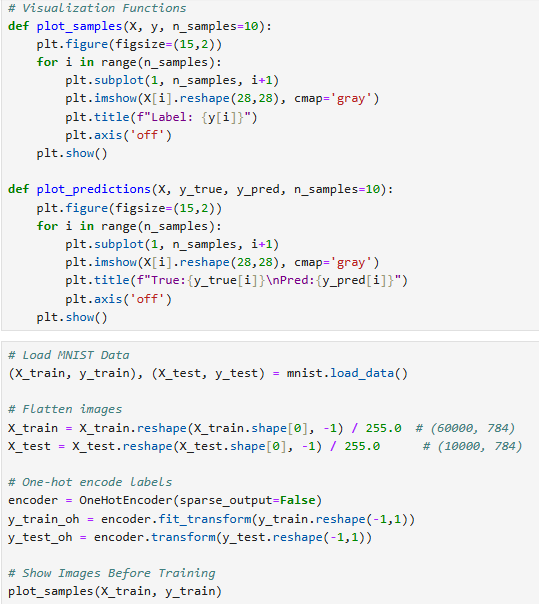 # Visualization Functions
def plot_samples(X, y, n_samples=10):
    plt.figure(figsize=(15,2))
    for i in range(n_samples):
        plt.subplot(1, n_samples, i+1)
        plt.imshow(X[i].reshape(28,28), cmap='gray')
        plt.title(f"Label: {y[i]}")
        plt.axis('off')
    plt.show()

def plot_predictions(X, y_true, y_pred, n_samples=10):
    plt.figure(figsize=(15,2))
    for i in range(n_samples):
        plt.subplot(1, n_samples, i+1)
        plt.imshow(X[i].reshape(28,28), cmap='gray')
        plt.title(f"True:{y_true[i]}\nPred:{y_pred[i]}")
        plt.axis('off')
    plt.show()

# Load MNIST Data
(X_train, y_train), (X_test, y_test) = mnist.load_data()

# Flatten images
X_train = X_train.reshape(X_train.shape[0], -1) / 255.0  # (60000, 784)
X_test = X_test.reshape(X_test.shape[0], -1) / 255.0      # (10000, 784)

# One-hot encode labels
encoder = OneHotEncoder(sparse_output=False)
y_train_oh = encoder.fit_transform(y_train.reshape(-1,1))
y_test_oh = encoder.transform(y_test.reshape(-1,1))

# Show Images Before Training
plot_samples(X_train, y_train)